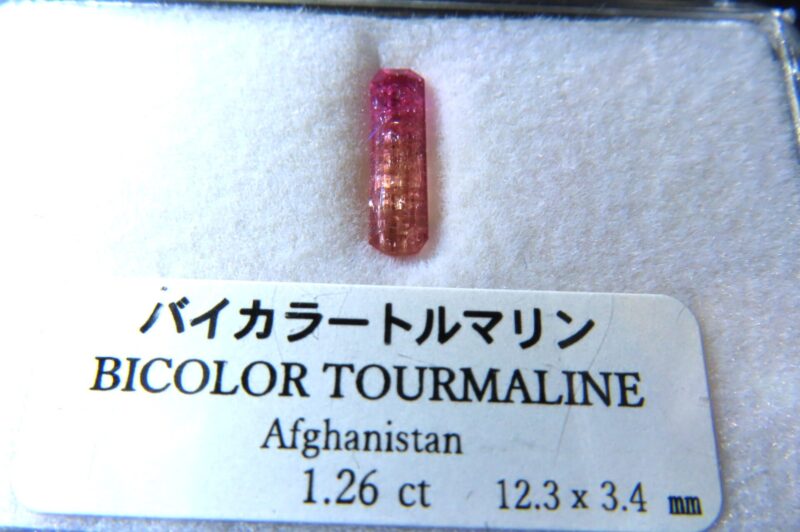 バイカラートルマリン
BICOLOR TOURMALINE
Afghanistan
1.26 ct 12.3 x 3.4 mm